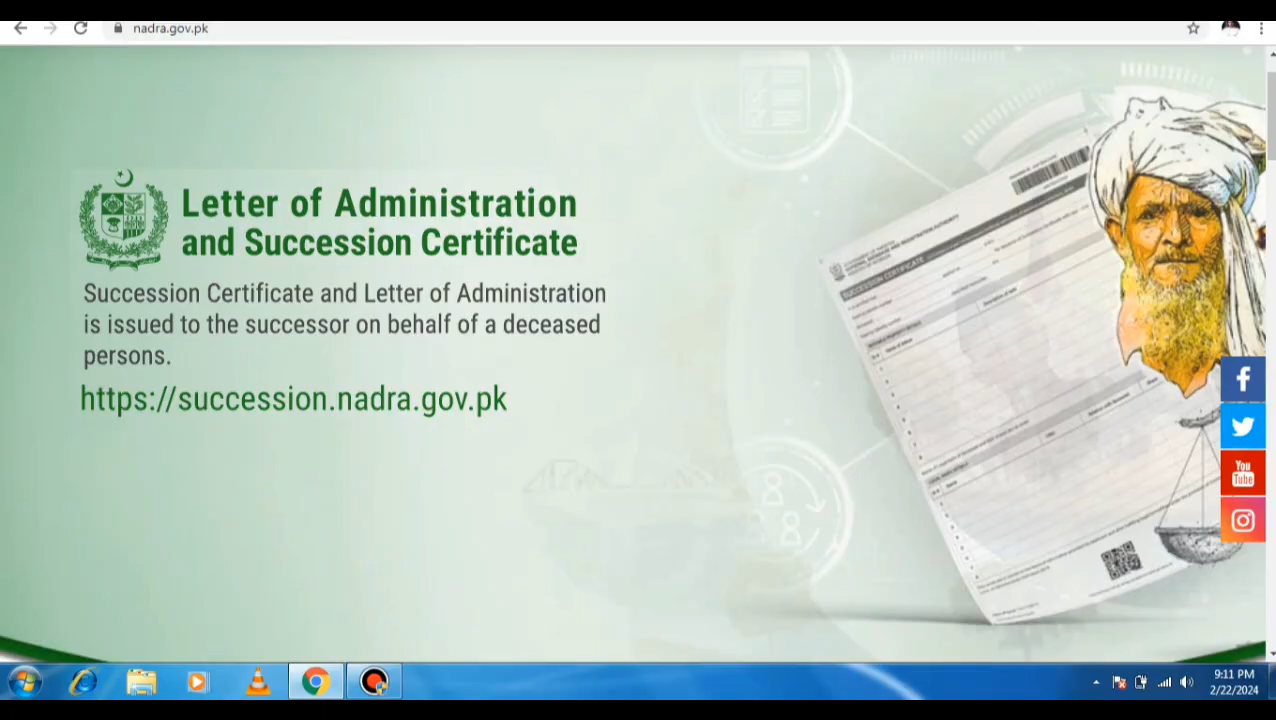 nadra.gov.pk
Letter of Administration
and Succession Certificate
Succession Certificate and Letter of Administration
is issued to the successor on behalf of a deceased
persons.
https://succession.nadra.gov.pk
SUCCESSION CERTIFICATE
You
Tube
9:11 PM
2/22/2024